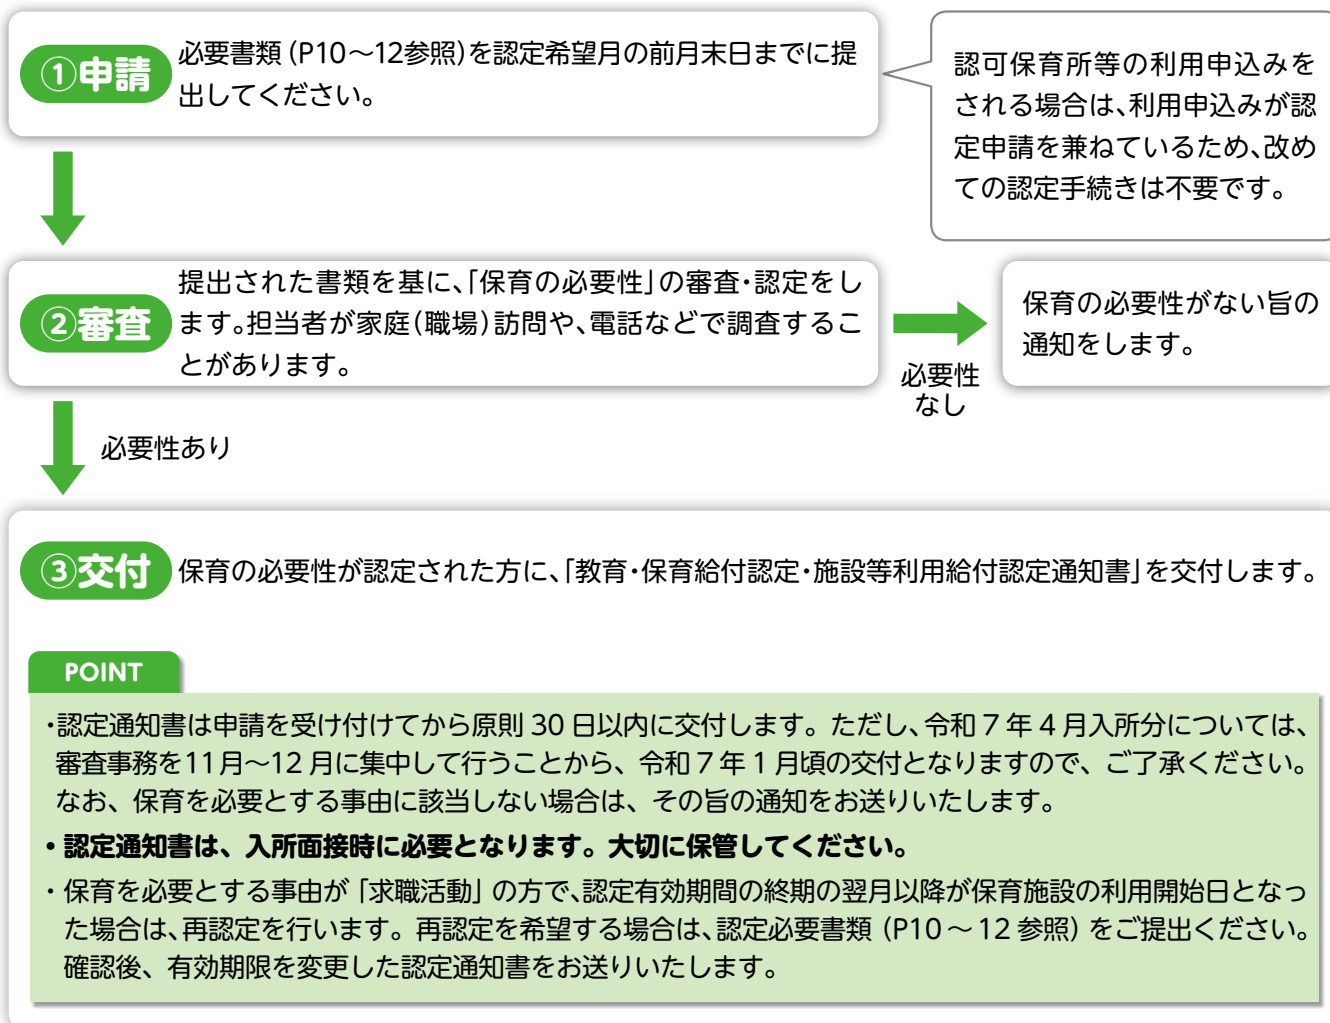 ①申請
必要書類(P10～12参照)を認定希望月の前月末日までに提
出してください。
認可保育所等の利用申込みを
される場合は、利用申込みが認
定申請を兼ねているため、改め
ての認定手続きは不要です。
②審査
提出された書類を基に、「保育の必要性」の審査・認定をし
ます。担当者が家庭(職場)訪問や、電話などで調査するこ
とがあります。
必要性
なし
保育の必要性がない旨の
通知をします。
必要性あり
③交付
保育の必要性が認定された方に、「教育・保育給付認定・施設等利用給付認定通知書」を交付します。
POINT
・認定通知書は申請を受け付けてから原則 30 日以内に交付します。ただし、令和 7 年 4 月入所分については、
審査事務を11月～12 月に集中して行うことから、令和 7 年 1 月頃の交付となりますので、ご了承ください。
なお、保育を必要とする事由に該当しない場合は、その旨の通知をお送りいたします。
・認定通知書は、入所面接時に必要となります。大切に保管してください。
・保育を必要とする事由が「求職活動」の方で、認定有効期間の終期の翌月以降が保育施設の利用開始日となっ
た場合は、再認定を行います。再認定を希望する場合は、認定必要書類 (P10～12 参照) をご提出ください。
確認後、有効期限を変更した認定通知書をお送りいたします。